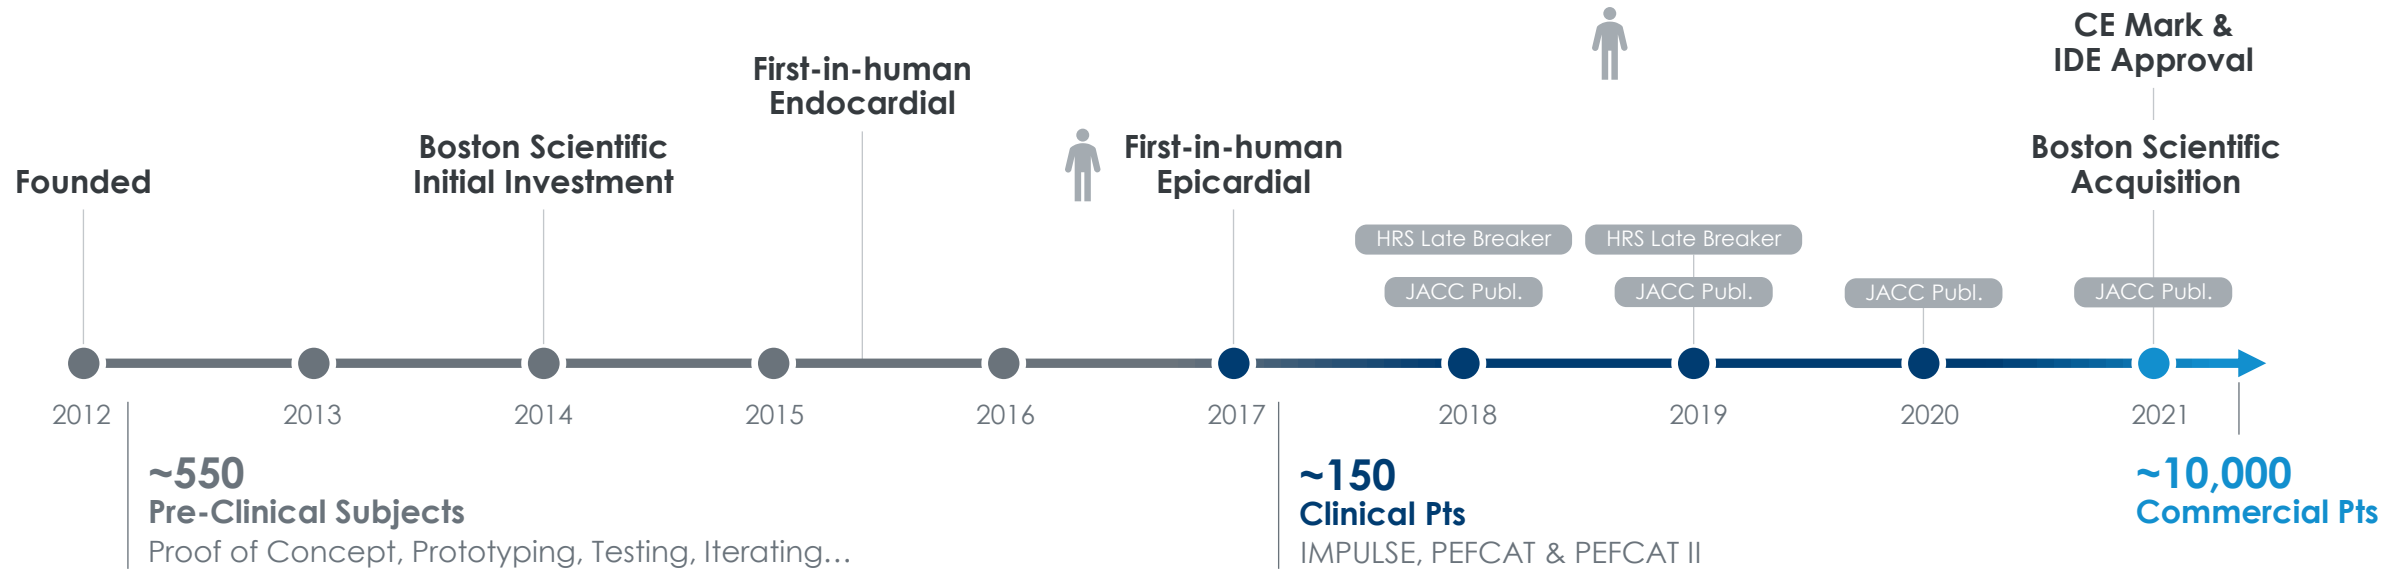 Founded
Boston Scientific
Initial Investment
First-in-human
Endocardial
First-in-human
Epicardial
CE Mark &
IDE Approval
Boston Scientific
Acquisition
HRS Late Breaker
HRS Late Breaker
JACC Publ.
JACC Publ.
JACC Publ.
JACC Publ.
2012
2013
2014
2015
2016
2017
2018
2019
2020
2021
~550
Pre-Clinical Subjects
Proof of Concept, Prototyping, Testing, Iterating…
~150
Clinical Pts
IMPULSE, PEFCAT & PEFCAT II
~10,000
Commercial Pts